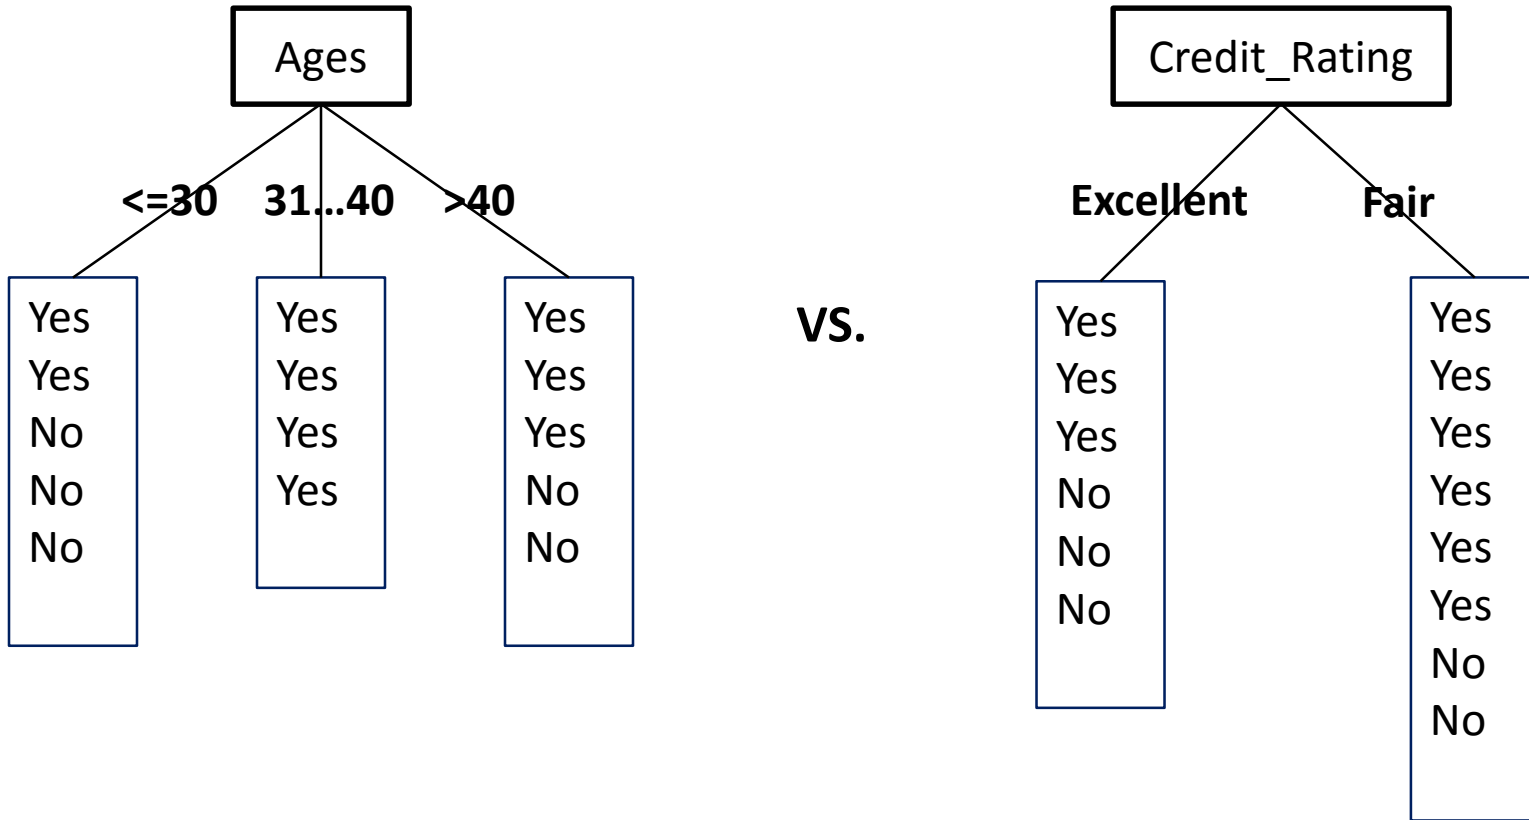 Ages
<=30
31...40
>40
Yes
Yes
No
No
No
Yes
Yes
Yes
Yes
Yes
Yes
Yes
No
No
VS.
Credit_Rating
Excellent
Fair
Yes
Yes
Yes
No
No
No
Yes
Yes
Yes
Yes
Yes
Yes
No
No